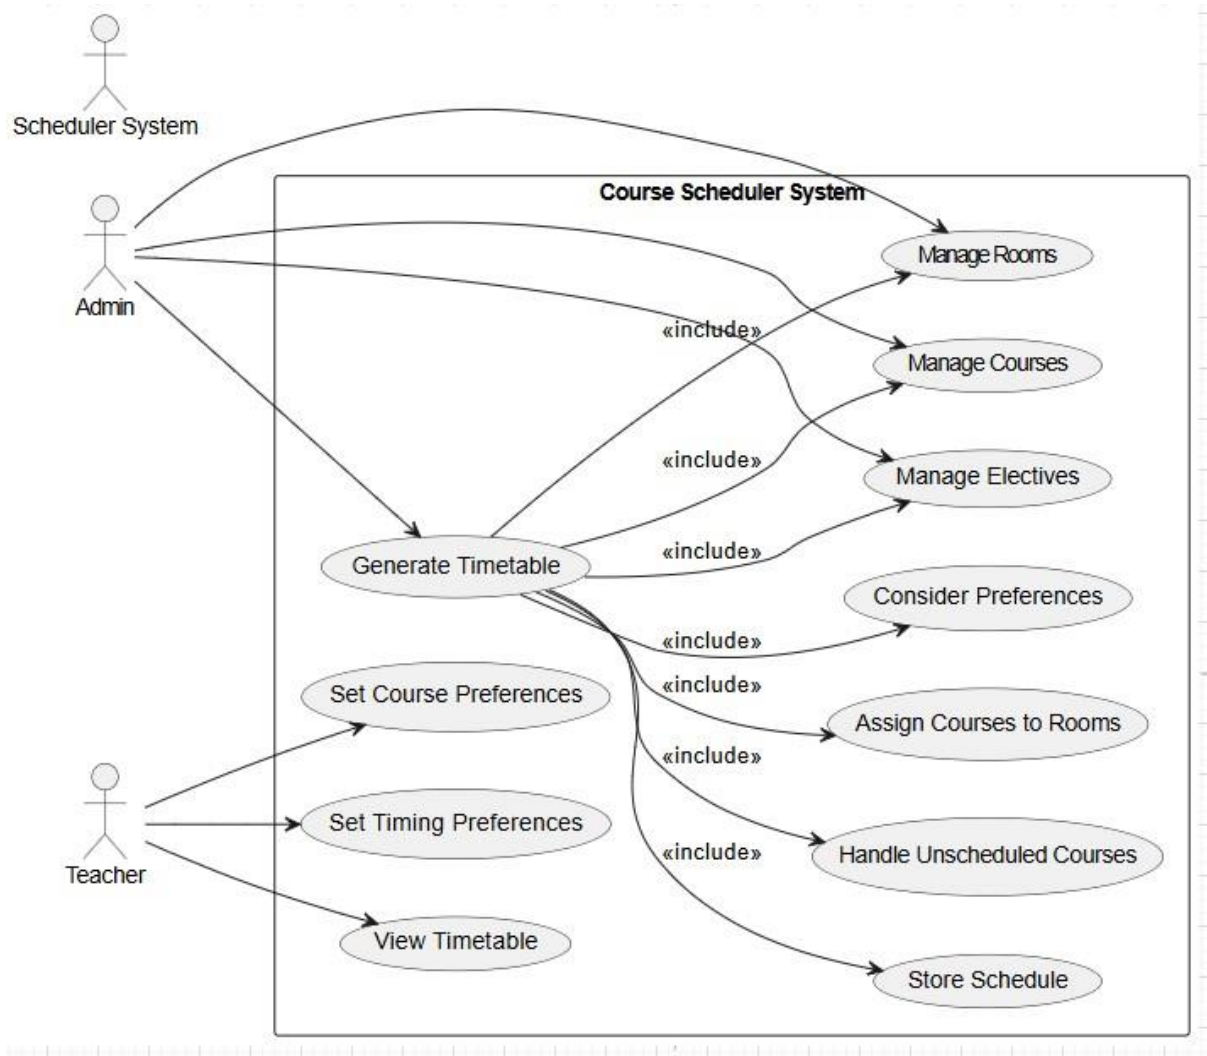 Scheduler System
Course Scheduler System
Manage Rooms
Admin
«include»
Manage Courses
«include»
Manage Electives
«include»
Generate Timetable
Consider Preferences
«include»
«include»
Set Course Preferences
Assign Courses to Rooms
«include»
Set Timing Preferences
«include»
Handle Unscheduled Courses
Teacher
View Timetable
Store Schedule